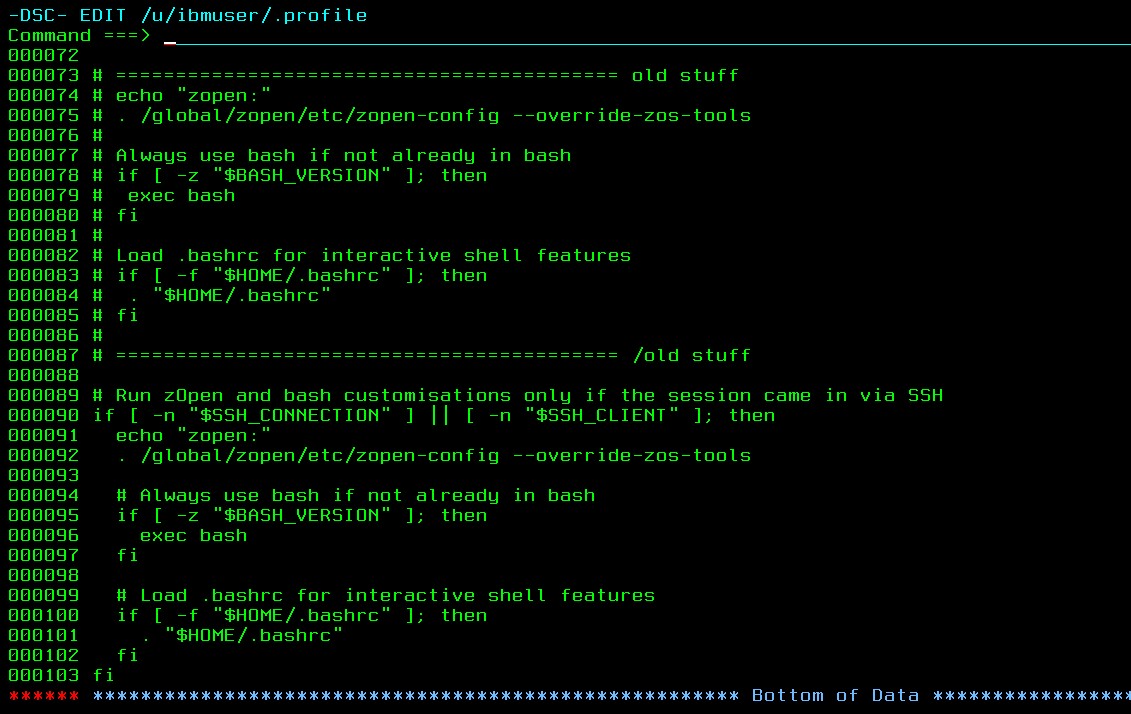 -DSC- EDIT /u/ibmuser/.profile
Command ===>
000072
000073 # ========================================== old stuff
000074 # echo "zopen:"
000075 # . /global/zopen/etc/zopen-config --override-zos-tools
000076 #
000077 # Always use bash if not already in bash
000078 # if [ -z "$BASH_VERSION" ]; then
000079 #  exec bash
000080 # fi
000081 #
000082 # Load .bashrc for interactive shell features
000083 # if [ -f "$HOME/.bashrc" ]; then
000084 #  . "$HOME/.bashrc"
000085 # fi
000086 #
000087 # ========================================== /old stuff
000088
000089 # Run zOpen and bash customisations only if the session came in via SSH
000090 if [ -n "$SSH_CONNECTION" ] || [ -n "$SSH_CLIENT" ]; then
000091   echo "zopen:"
000092   . /global/zopen/etc/zopen-config --override-zos-tools
000093
000094   # Always use bash if not already in bash
000095   if [ -z "$BASH_VERSION" ]; then
000096     exec bash
000097   fi
000098
000099   # Load .bashrc for interactive shell features
000100   if [ -f "$HOME/.bashrc" ]; then
000101     . "$HOME/.bashrc"
000102   fi
000103 fi
****** ****************************************************** Bottom of Data *****************